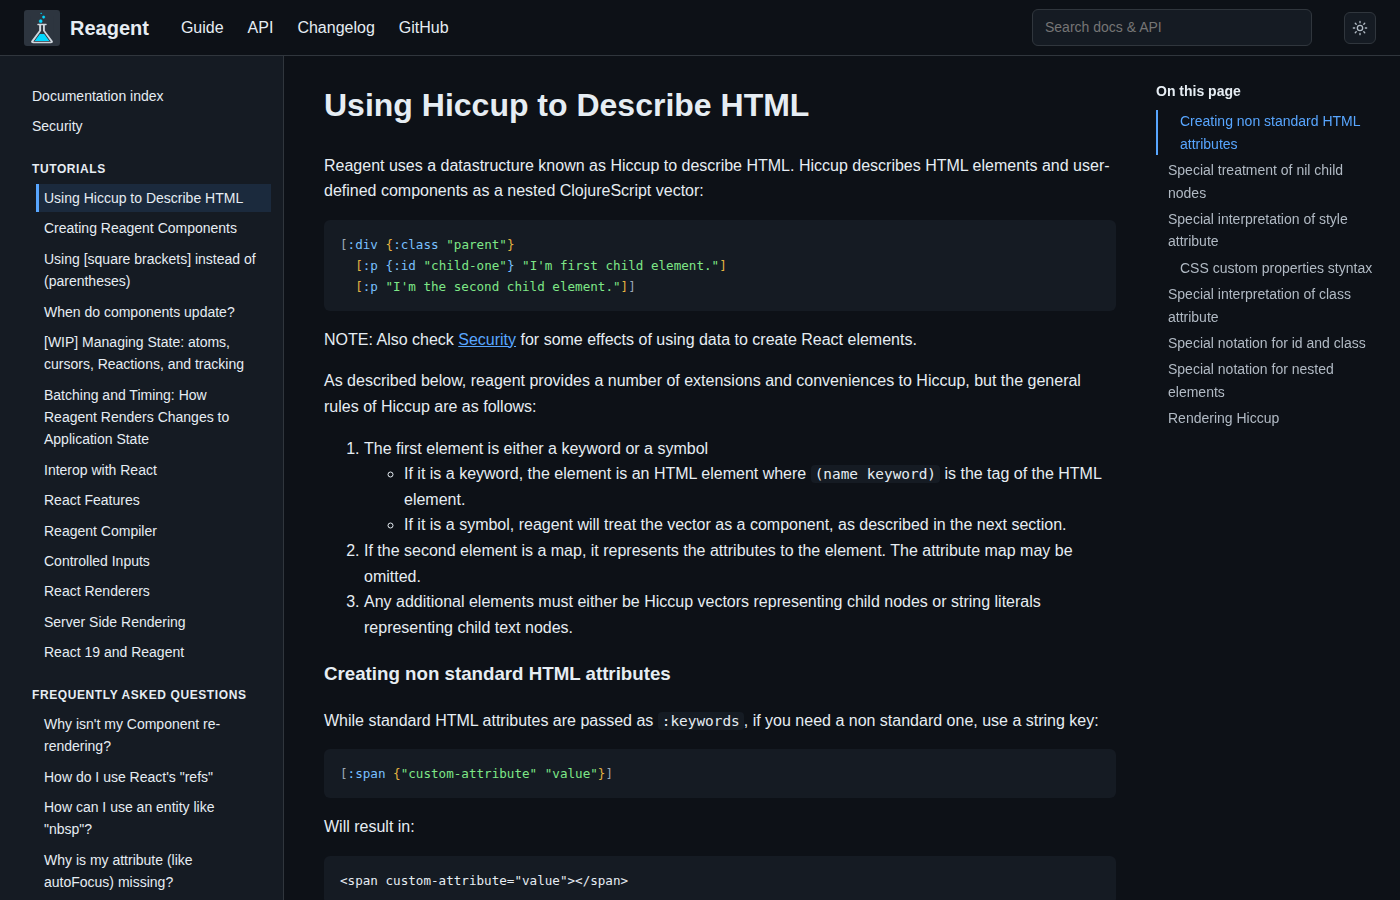 Reagent
Guide
API
Changelog
GitHub
Search docs & API
Documentation index
Security
TUTORIALS
Using Hiccup to Describe HTML
Creating Reagent Components
Using [square brackets] instead of
(parentheses)
When do components update?
[WIP] Managing State: atoms,
cursors, Reactions, and tracking
Batching and Timing: How
Reagent Renders Changes to
Application State
Interop with React
React Features
Reagent Compiler
Controlled Inputs
React Renderers
Server Side Rendering
React 19 and Reagent
FREQUENTLY ASKED QUESTIONS
Why isn't my Component re-
rendering?
How do I use React's "refs"
How can I use an entity like
"nbsp"?
Why is my attribute (like
autoFocus) missing?
Using Hiccup to Describe HTML
Reagent uses a datastructure known as Hiccup to describe HTML. Hiccup describes HTML elements and user-
defined components as a nested ClojureScript vector:
[:div {:class "parent"}
  [:p {:id "child-one"} "I'm first child element."]
  [:p "I'm the second child element."]]
NOTE: Also check Security for some effects of using data to create React elements.
As described below, reagent provides a number of extensions and conveniences to Hiccup, but the general
rules of Hiccup are as follows:
1. The first element is either a keyword or a symbol
◦ If it is a keyword, the element is an HTML element where (name keyword) is the tag of the HTML
element.
◦ If it is a symbol, reagent will treat the vector as a component, as described in the next section.
2. If the second element is a map, it represents the attributes to the element. The attribute map may be
omitted.
3. Any additional elements must either be Hiccup vectors representing child nodes or string literals
representing child text nodes.
Creating non standard HTML attributes
While standard HTML attributes are passed as :keywords, if you need a non standard one, use a string key:
[:span {"custom-attribute" "value"}]
Will result in:
<span custom-attribute="value"></span>
On this page
Creating non standard HTML
attributes
Special treatment of nil child
nodes
Special interpretation of style
attribute
CSS custom properties syntax
Special interpretation of class
attribute
Special notation for id and class
Special notation for nested
elements
Rendering Hiccup